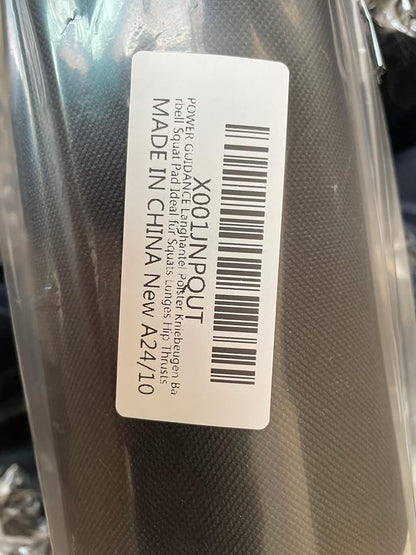 X001JNPQUT
POWER GUIDANCE Langhantel Polster Kniebeugen Ba
rbell Squat Pad Ideal für Squats Lunges Hip Thrusts
MADE IN CHINA New A24/10